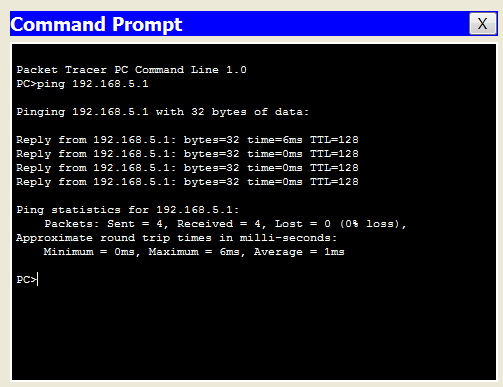 Command Prompt
X
Packet Tracer PC Command Line 1.0
PC>ping 192.168.5.1
Pinging 192.168.5.1 with 32 bytes of data:
Reply from 192.168.5.1: bytes=32 time=6ms TTL=128
Reply from 192.168.5.1: bytes=32 time=0ms TTL=128
Reply from 192.168.5.1: bytes=32 time=0ms TTL=128
Reply from 192.168.5.1: bytes=32 time=0ms TTL=128
Ping statistics for 192.168.5.1:
Packets: Sent = 4, Received = 4, Lost = 0 (0% loss),
Approximate round trip times in milli-seconds:
Minimum = 0ms, Maximum = 6ms, Average = 1ms
PC>